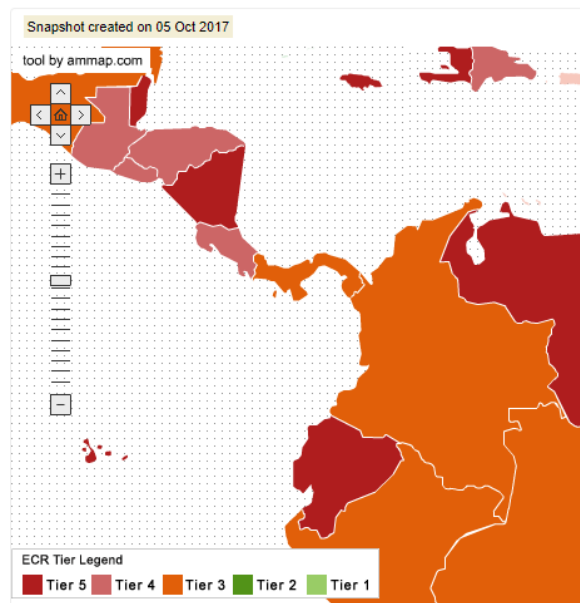 Snapshot created on 05 Oct 2017
tool by ammap.com
ECR Tier Legend
Tier 5 Tier 4 Tier 3 Tier 2 Tier 1